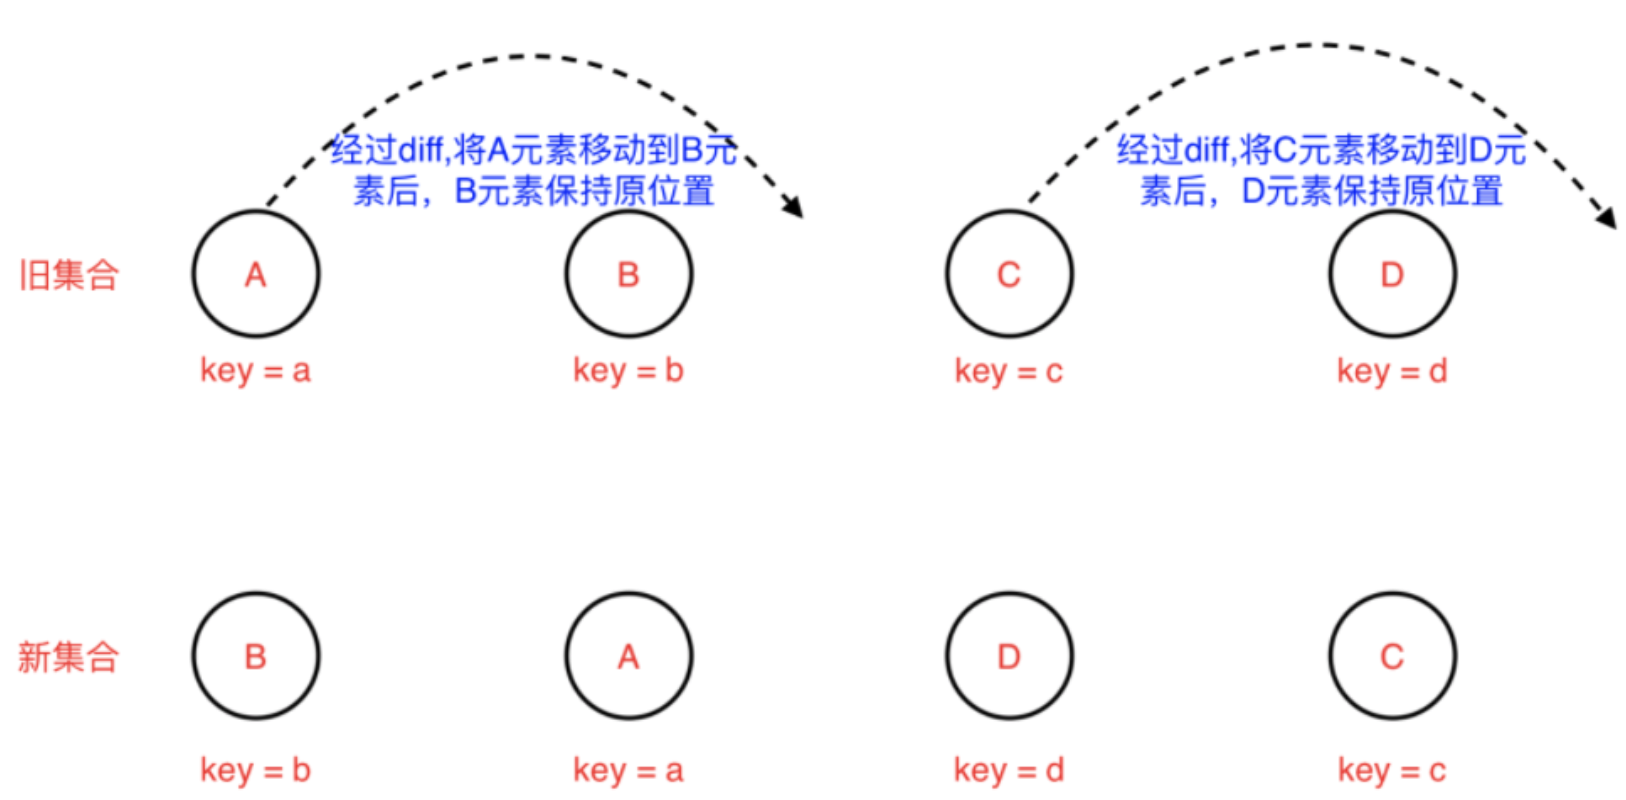 经过diff,将A元素移动到B元
素后，B元素保持原位置
经过diff,将C元素移动到D元
素后，D元素保持原位置
旧集合
A
B
C
D
key = a
key = b
key = c
key = d
新集合
B
A
D
C
key = b
key = a
key = d
key = c